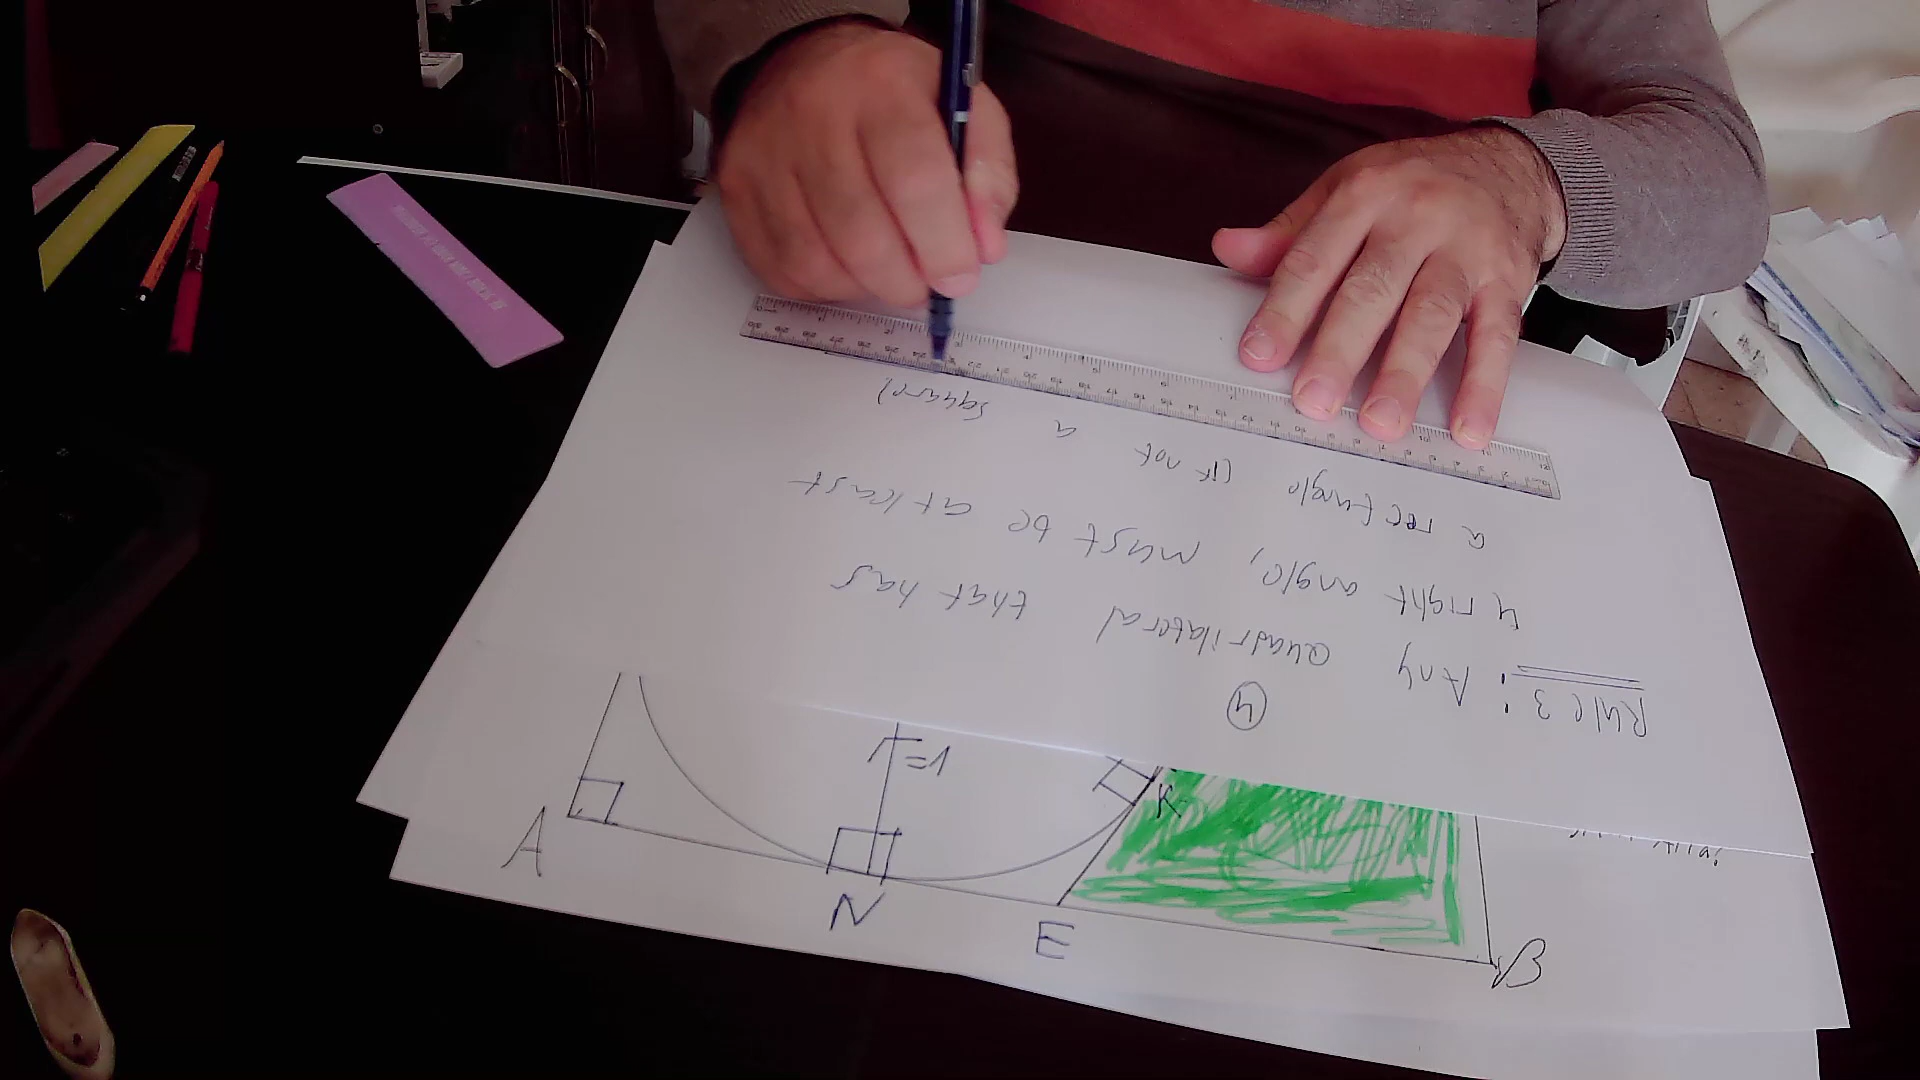 Rule 3: Any quadrilateral that has
4 right angle, must be at least
a rectangle (If not a square)
4
r=1
A
N
E
K
B